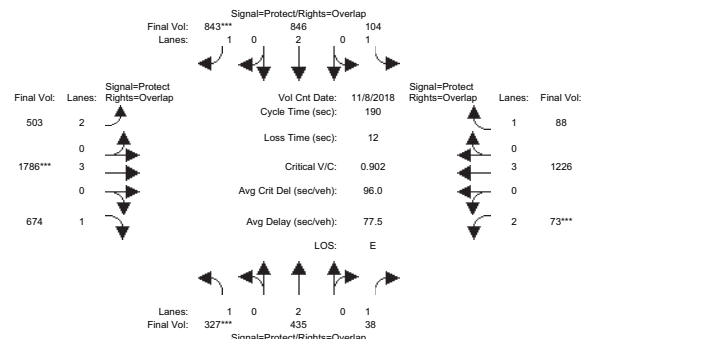 Signal=Protect/Rights=Overlap
Final Vol: 843*** 846 104
Lanes: 1 0 2 0 1
Signal=Protect Signal=Protect
Final Vol: Lanes: Rights=Overlap Vol Cnt Date: 11/8/2018 Rights=Overlap Lanes: Final Vol:
Cycle Time (sec): 190
503 2 1 88
Loss Time (sec): 12
0 0
1786*** 3 Critical V/C: 0.902 3 1226
0 Avg Crit Del (sec/veh): 96.0 0
674 1 Avg Delay (sec/veh): 77.5 2 73***
LOS: E
Lanes: 1 0 2 0 1
Final Vol: 327*** 435 38
Signal=Protect/Rights=Overlap